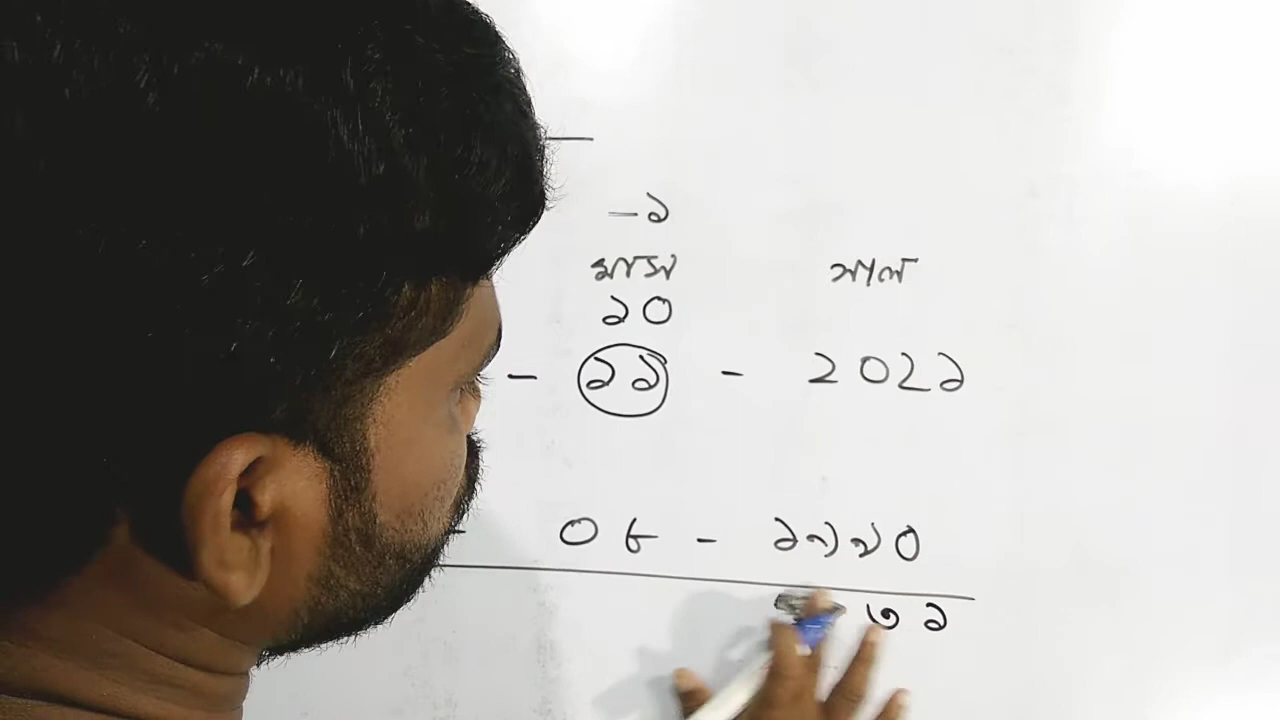 -১
মাস সাল
১০
- ১১ - ২০২১
- ০৮ - ১৯৯০
৩১